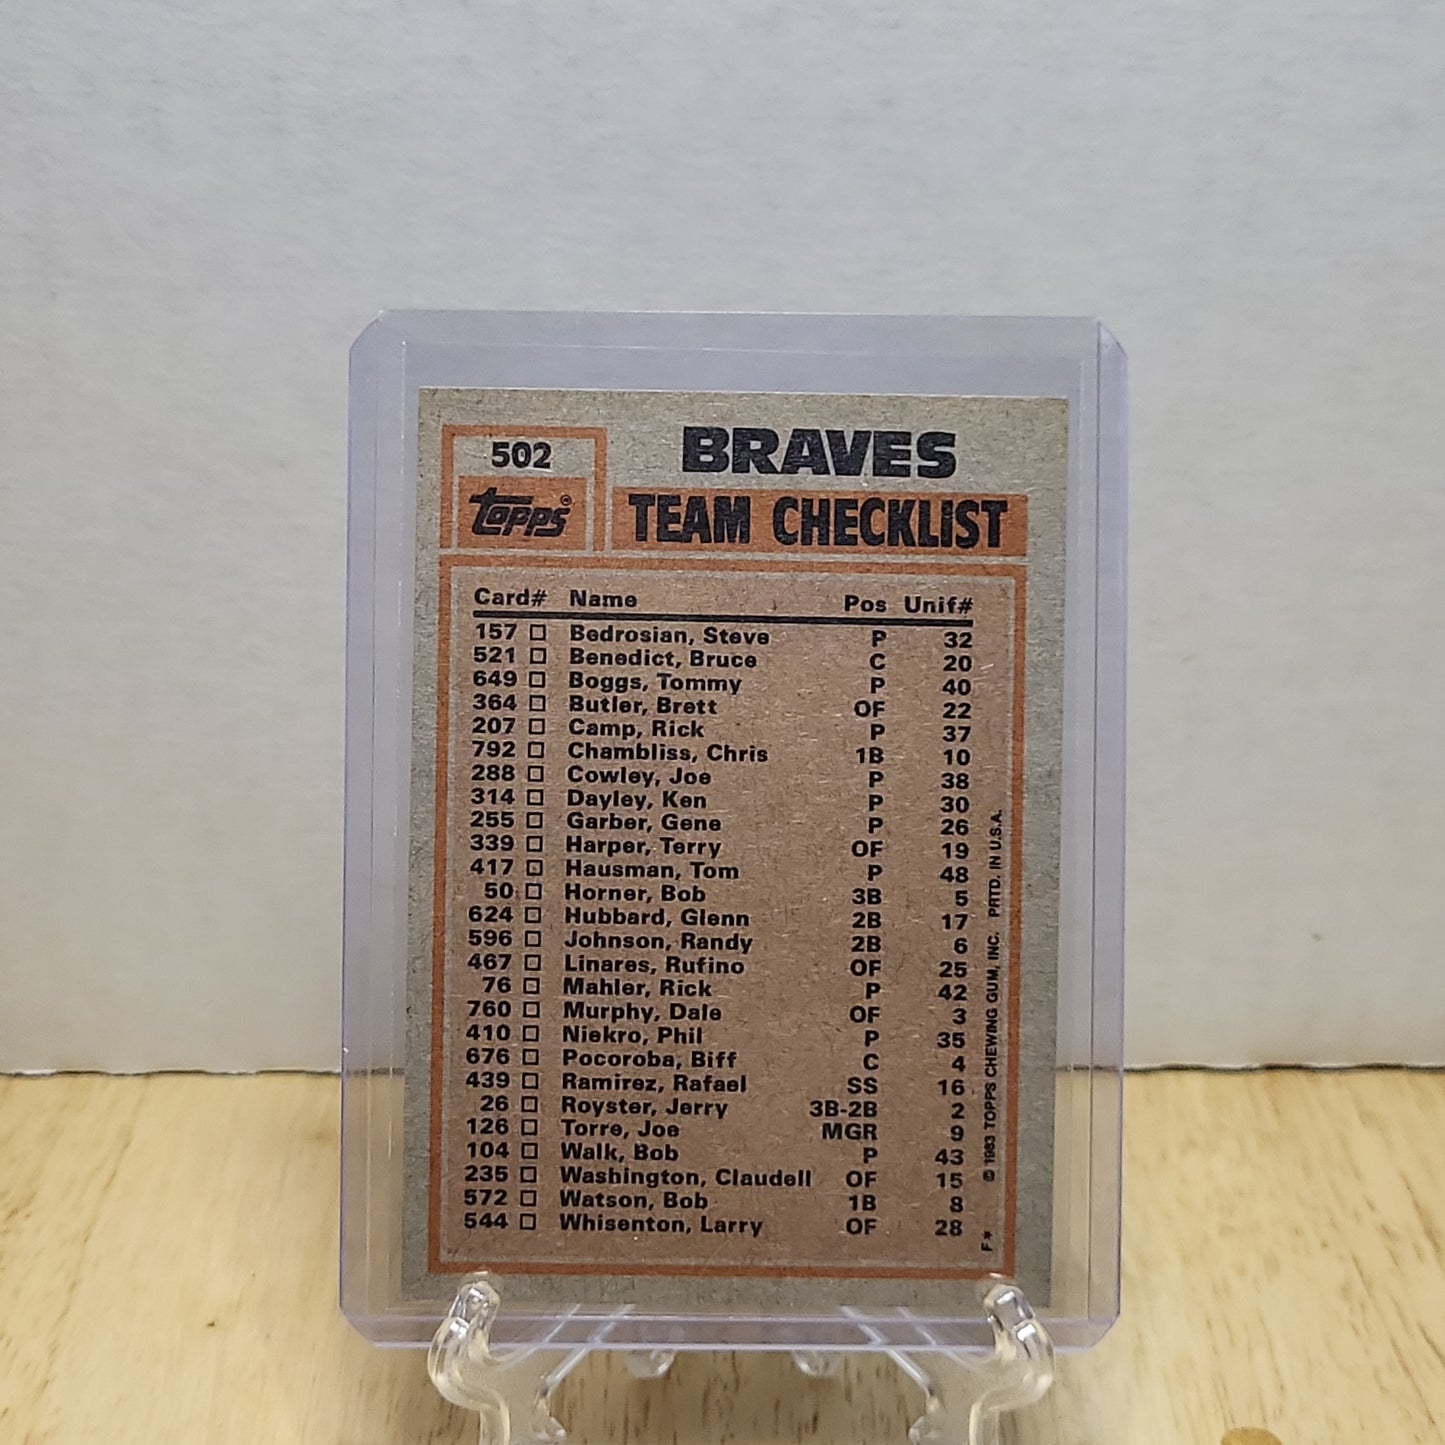 502
topps®
BRAVES
TEAM CHECKLIST
Card# Name Pos Unif#
157 □ Bedrosian, Steve P 32
521 □ Benedict, Bruce C 20
649 □ Boggs, Tommy P 40
364 □ Butler, Brett OF 22
207 □ Camp, Rick P 37
792 □ Chambliss, Chris 1B 10
288 □ Cowley, Joe P 38
314 □ Dayley, Ken P 30
255 □ Garber, Gene P 26
339 □ Harper, Terry OF 19
417 □ Hausman, Tom P 48
50 □ Horner, Bob 3B 5
624 □ Hubbard, Glenn 2B 17
596 □ Johnson, Randy 2B 6
467 □ Linares, Rufino OF 25
76 □ Mahler, Rick P 42
760 □ Murphy, Dale OF 3
410 □ Niekro, Phil P 35
676 □ Pocoroba, Biff C 4
439 □ Ramirez, Rafael SS 16
26 □ Royster, Jerry 3B-2B 2
126 □ Torre, Joe MGR 9
104 □ Walk, Bob P 43
235 □ Washington, Claudell OF 15
572 □ Watson, Bob 1B 8
544 □ Whisenton, Larry OF 28
F* © 1983 TOPPS CHEWING GUM, INC. PRTD. IN U.S.A.